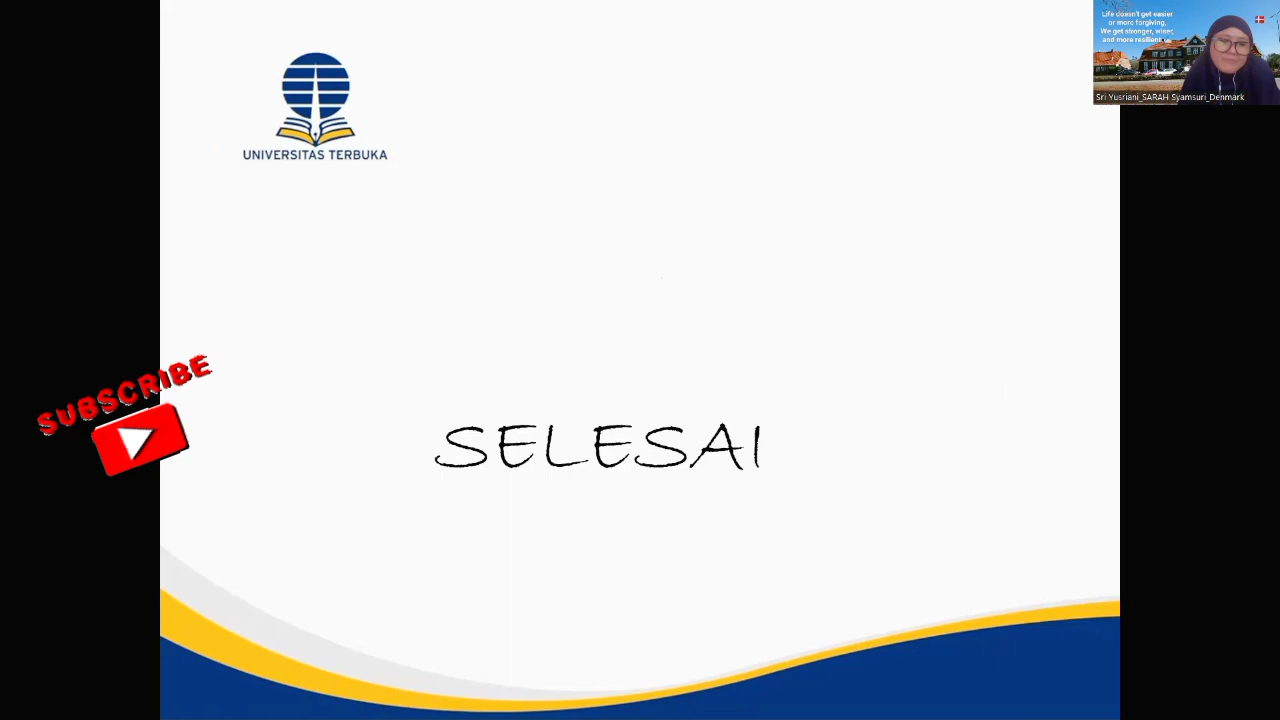 Life doesn't get easier
or more forgiving,
We get stronger, wiser,
and more resilient
Sri Yusriani_SARAH Syamsuri_Denmark
UNIVERSITAS TERBUKA
SUBSCRIBE
SELESAI